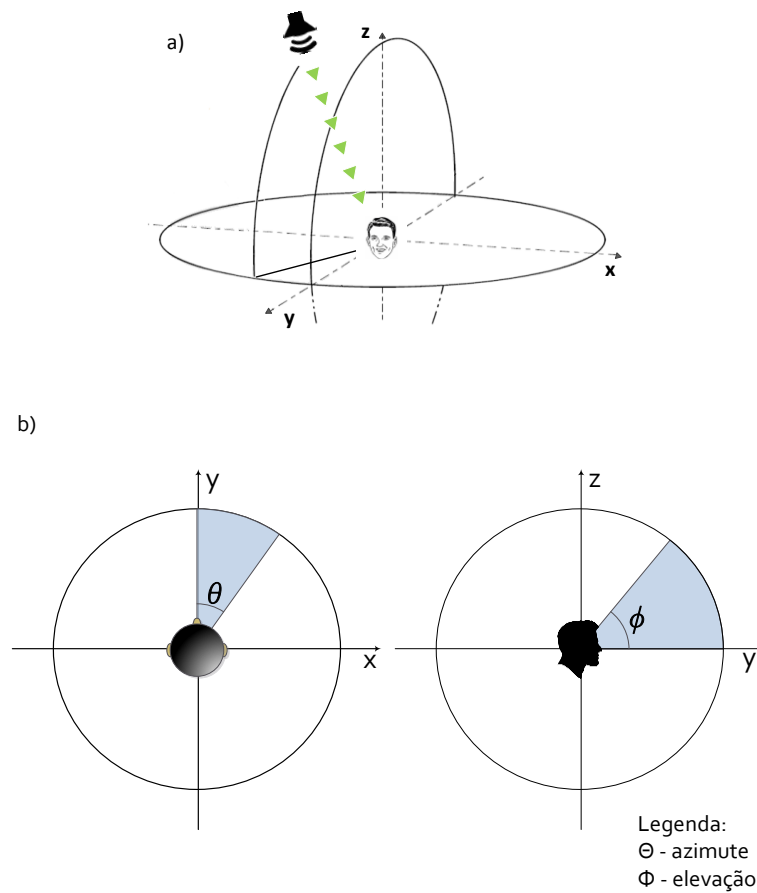 a)
z
x
y
b)
y
θ
x
z
ϕ
y
Legenda:
Θ - azimute
Φ - elevação